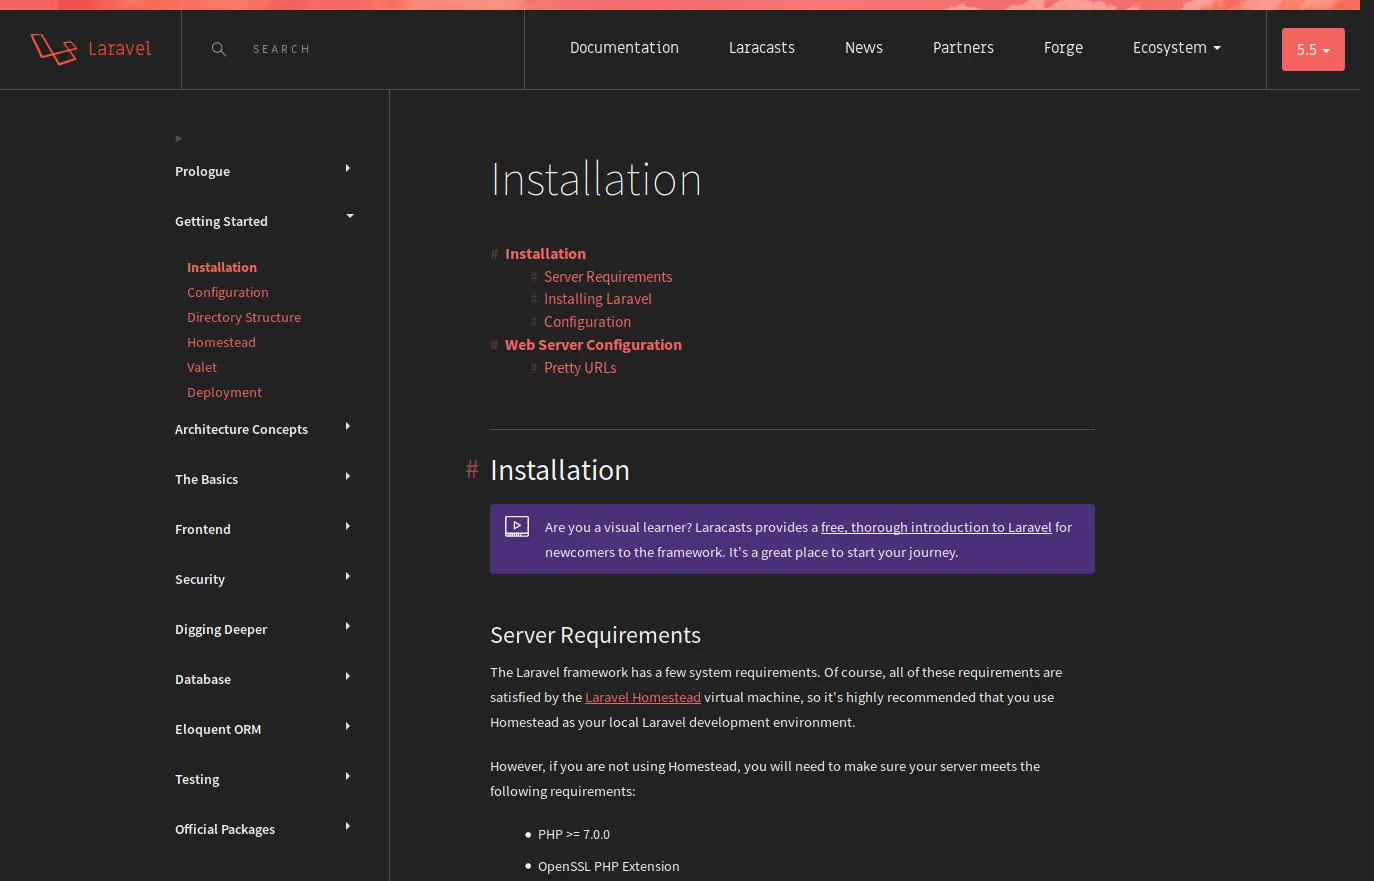 Laravel
SEARCH
Documentation
Laracasts
News
Partners
Forge
Ecosystem
5.5
Prologue
Getting Started
Installation
Configuration
Directory Structure
Homestead
Valet
Deployment
Architecture Concepts
The Basics
Frontend
Security
Digging Deeper
Database
Eloquent ORM
Testing
Official Packages
Installation
# Installation
# Server Requirements
# Installing Laravel
# Configuration
# Web Server Configuration
# Pretty URLs
# Installation
Are you a visual learner? Laracasts provides a free, thorough introduction to Laravel for
newcomers to the framework. It's a great place to start your journey.
Server Requirements
The Laravel framework has a few system requirements. Of course, all of these requirements are
satisfied by the Laravel Homestead virtual machine, so it's highly recommended that you use
Homestead as your local Laravel development environment.
However, if you are not using Homestead, you will need to make sure your server meets the
following requirements:
• PHP >= 7.0.0
• OpenSSL PHP Extension